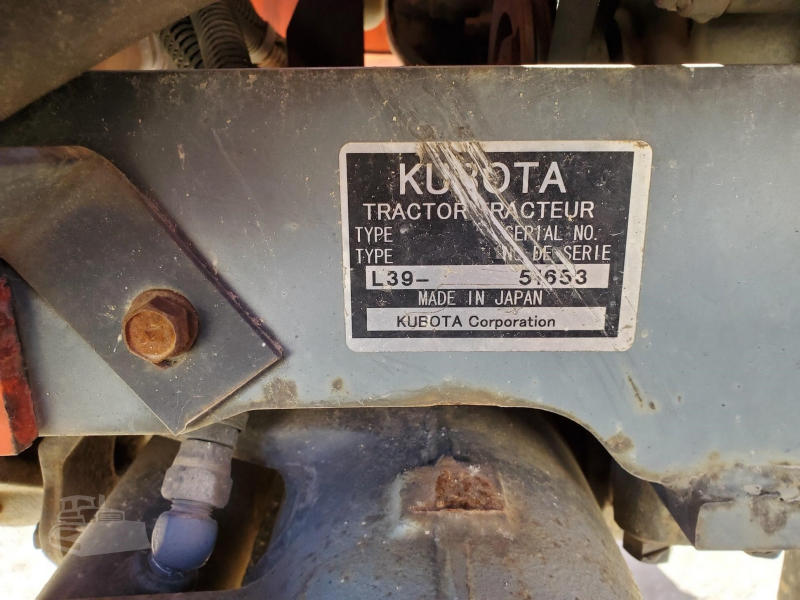 KUBOTA
TRACTOR TRACTEUR
TYPE SERIAL NO.
TYPE NO. DE SERIE
L39-
MADE IN JAPAN
KUBOTA Corporation